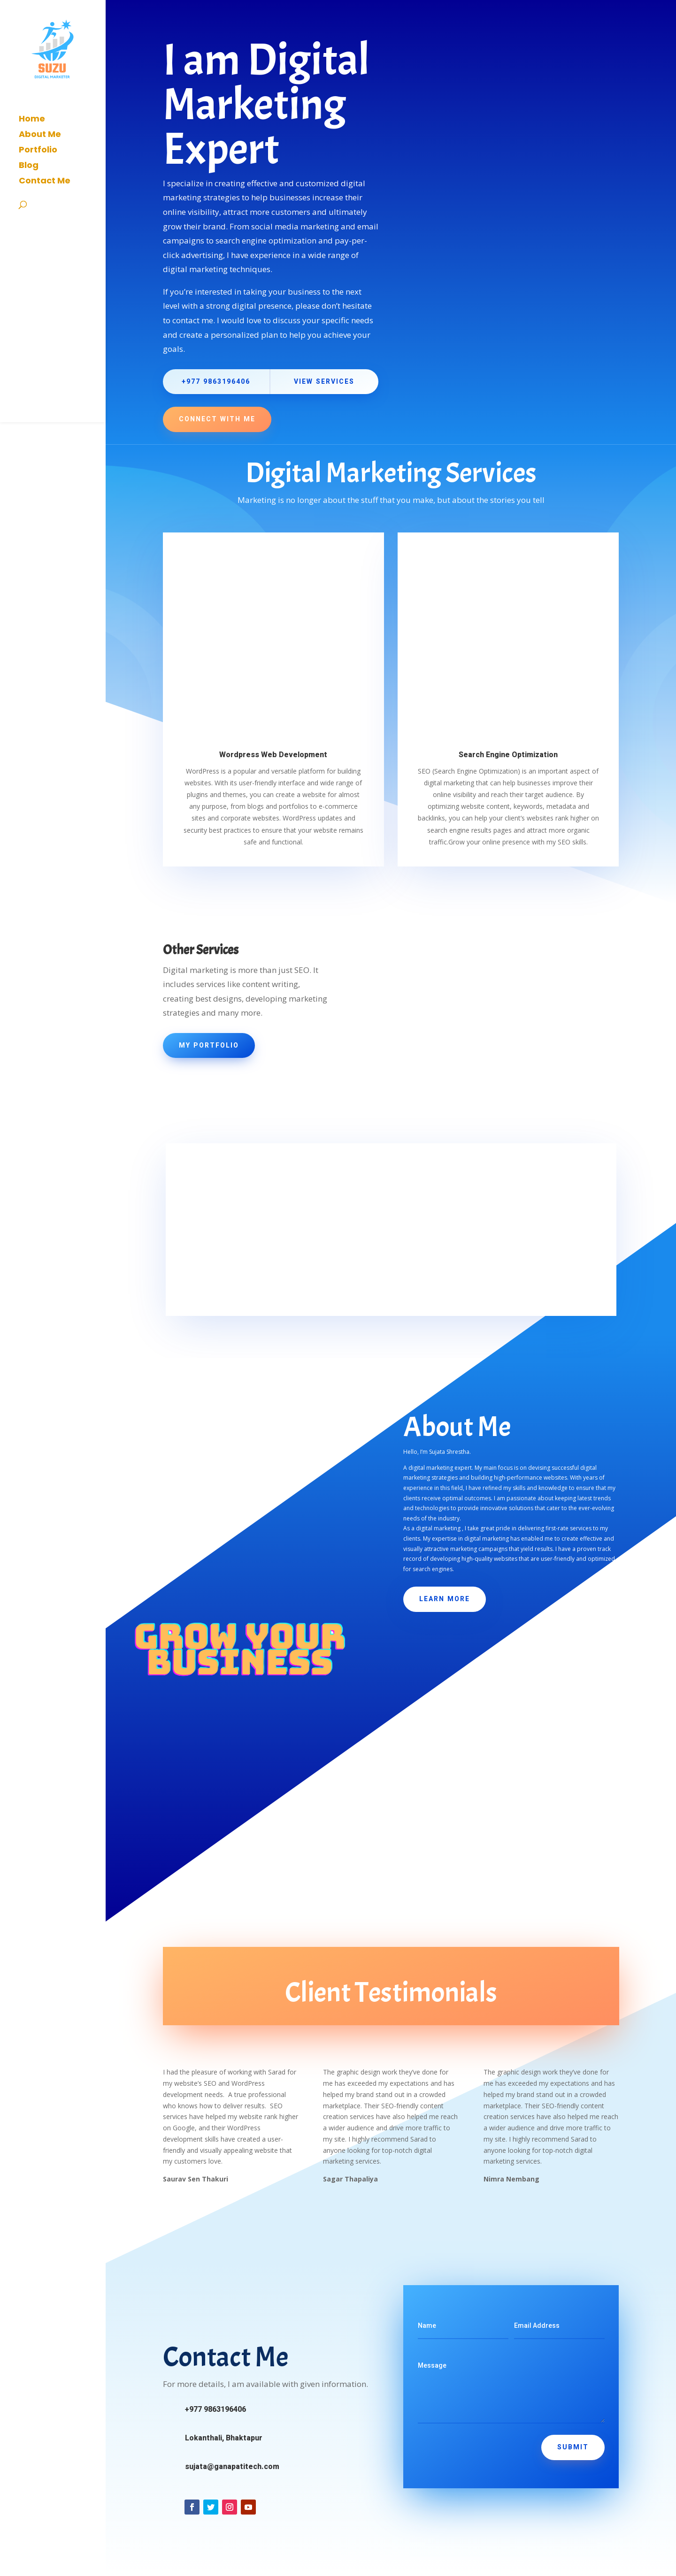 SUZU
DIGITAL MARKETER
Home
About Me
Portfolio
Blog
Contact Me
I am Digital
Marketing
Expert
I specialize in creating effective and customized digital
marketing strategies to help businesses increase their
online visibility, attract more customers and ultimately
grow their brand. From social media marketing and email
campaigns to search engine optimization and pay-per-
click advertising, I have experience in a wide range of
digital marketing techniques.
If you're interested in taking your business to the next
level with a strong digital presence, please don't hesitate
to contact me. I would love to discuss your specific needs
and create a personalized plan to help you achieve your
goals.
+977 9863196406
VIEW SERVICES
CONNECT WITH ME
Digital Marketing Services
Marketing is no longer about the stuff that you make, but about the stories you tell
Wordpress Web Development
WordPress is a popular and versatile platform for building
websites. With its user-friendly interface and wide range of
plugins and themes, you can create a website for almost
any purpose, from blogs and portfolios to e-commerce
sites and corporate websites. WordPress updates and
security best practices to ensure that your website remains
safe and functional.
Search Engine Optimization
SEO (Search Engine Optimization) is an important aspect of
digital marketing that can help businesses improve their
online visibility and reach their target audience. By
optimizing website content, keywords, metadata and
backlinks, you can help your client's websites rank higher on
search engine results pages and attract more organic
traffic.Grow your online presence with my SEO skills.
Other Services
Digital marketing is more than just SEO. It
includes services like content writing,
creating best designs, developing marketing
strategies and many more.
MY PORTFOLIO
About Me
Hello, I'm Sujata Shrestha.
A digital marketing expert. My main focus is on devising successful digital
marketing strategies and building high-performance websites. With years of
experience in this field, I have refined my skills and knowledge to ensure that my
clients receive optimal outcomes. I am passionate about keeping latest trends
and technologies to provide innovative solutions that cater to the ever-evolving
needs of the industry.
As a digital marketing , I take great pride in delivering first-rate services to my
clients. My expertise in digital marketing has enabled me to create effective and
visually attractive marketing campaigns that yield results. I have a proven track
record of developing high-quality websites that are user-friendly and optimized
for search engines.
LEARN MORE
GROW YOUR
BUSINESS
Client Testimonials
I had the pleasure of working with Sarad for
my website's SEO and WordPress
development needs.  A true professional
who knows how to deliver results.  SEO
services have helped my website rank higher
on Google, and their WordPress
development skills have created a user-
friendly and visually appealing website that
my customers love.
Saurav Sen Thakuri
The graphic design work they've done for
me has exceeded my expectations and has
helped my brand stand out in a crowded
marketplace. Their SEO-friendly content
creation services have also helped me reach
a wider audience and drive more traffic to
my site. I highly recommend Sarad to
anyone looking for top-notch digital
marketing services.
Sagar Thapaliya
The graphic design work they've done for
me has exceeded my expectations and has
helped my brand stand out in a crowded
marketplace. Their SEO-friendly content
creation services have also helped me reach
a wider audience and drive more traffic to
my site. I highly recommend Sarad to
anyone looking for top-notch digital
marketing services.
Nimra Nembang
Contact Me
For more details, I am available with given information.
+977 9863196406
Lokanthali, Bhaktapur
sujata@ganapatitech.com
Name
Email Address
Message
SUBMIT